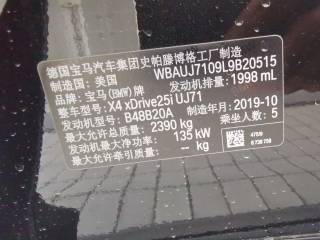 德国宝马汽车集团史帕滕博格工厂制造
制造国: 美国 WBAUJ7109L9B20515
品牌: 宝马(BMW)牌 发动机排量: 1998 mL
整车型号: X4 xDrive25i UJ71
发动机型号: B48B20A 制造年月: 2019-10
最大允许总质量: 2390 kg 乘坐人数: 5
发动机最大净功率: 135 kW
最大允许牵引质量: -- kg